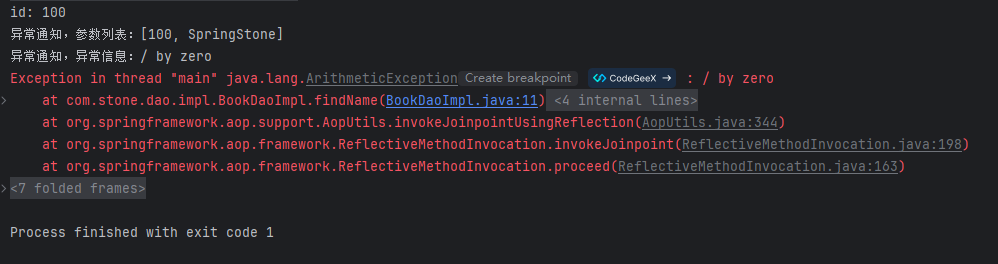 id: 100
异常通知，参数列表：[100, SpringStone]
异常通知，异常信息：/ by zero
Exception in thread "main" java.lang.ArithmeticException Create breakpoint CodeGeeX → : / by zero
at com.stone.dao.impl.BookDaoImpl.findName(BookDaoImpl.java:11) <4 internal lines>
at org.springframework.aop.support.AopUtils.invokeJoinpointUsingReflection(AopUtils.java:344)
at org.springframework.aop.framework.ReflectiveMethodInvocation.invokeJoinpoint(ReflectiveMethodInvocation.java:198)
at org.springframework.aop.framework.ReflectiveMethodInvocation.proceed(ReflectiveMethodInvocation.java:163)
<7 folded frames>
Process finished with exit code 1